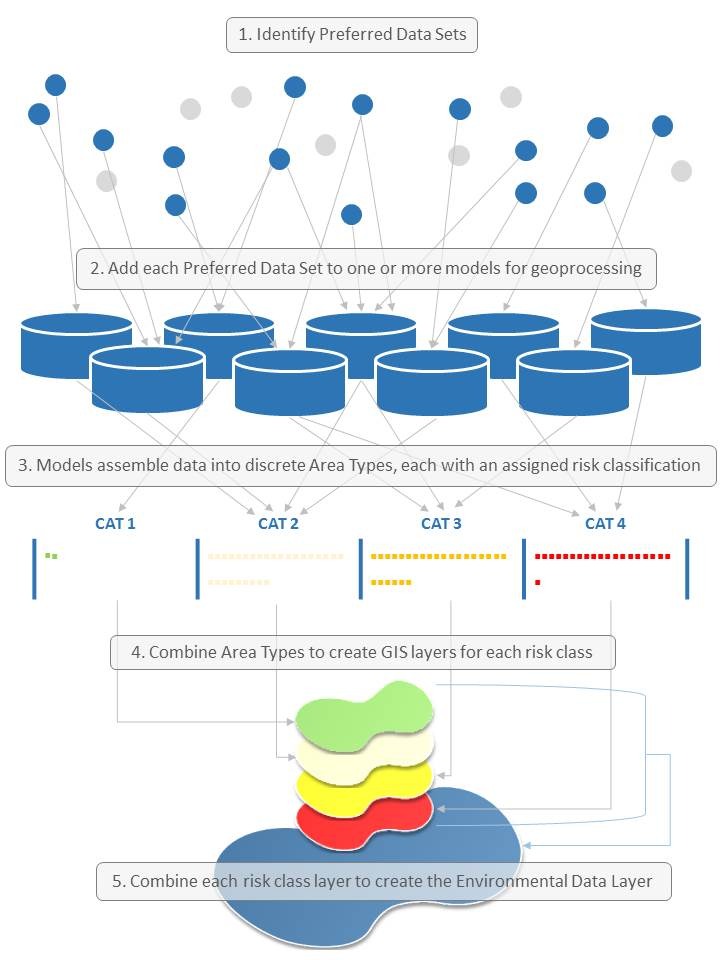 1. Identify Preferred Data Sets
2. Add each Preferred Data Set to one or more models for geoprocessing
3. Models assemble data into discrete Area Types, each with an assigned risk classification
CAT 1
CAT 2
CAT 3
CAT 4
4. Combine Area Types to create GIS layers for each risk class
5. Combine each risk class layer to create the Environmental Data Layer